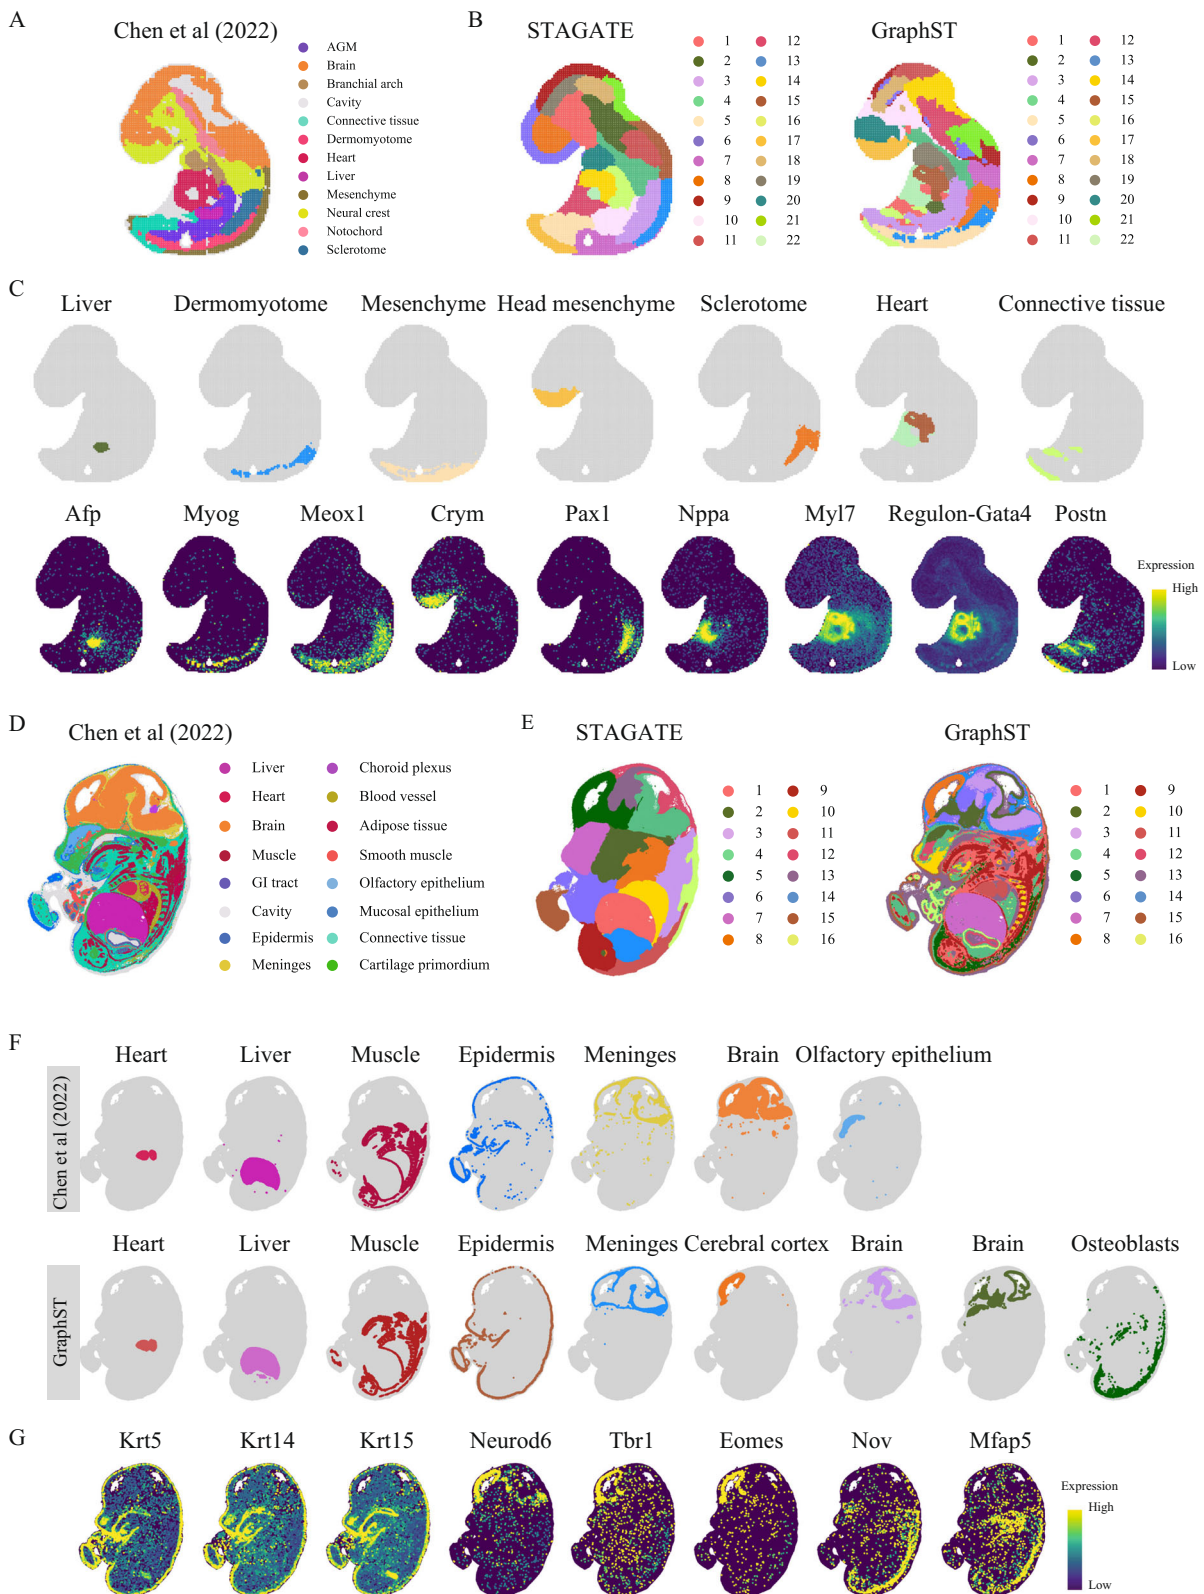 A
Chen et al (2022)
AGM
Brain
Branchial arch
Cavity
Connective tissue
Dermomyotome
Heart
Liver
Mesenchyme
Neural crest
Notochord
Sclerotome
B
STAGATE
1 12
2 13
3 14
4 15
5 16
6 17
7 18
8 19
9 20
10 21
11 22
GraphST
1 12
2 13
3 14
4 15
5 16
6 17
7 18
8 19
9 20
10 21
11 22
C
Liver Dermomyotome Mesenchyme Head mesenchyme Sclerotome Heart Connective tissue
Afp Myog Meox1 Crym Pax1 Nppa Myl7 Regulon-Gata4 Postn
Expression
High
Low
D
Chen et al (2022)
Liver Choroid plexus
Heart Blood vessel
Brain Adipose tissue
Muscle Smooth muscle
GI tract Olfactory epithelium
Cavity Mucosal epithelium
Epidermis Connective tissue
Meninges Cartilage primordium
E
STAGATE
1 9
2 10
3 11
4 12
5 13
6 14
7 15
8 16
GraphST
1 9
2 10
3 11
4 12
5 13
6 14
7 15
8 16
F
Chen et al (2022)
Heart Liver Muscle Epidermis Meninges Brain Olfactory epithelium
GraphST
Heart Liver Muscle Epidermis Meninges Cerebral cortex Brain Brain Osteoblasts
G
Krt5 Krt14 Krt15 Neurod6 Tbr1 Eomes Nov Mfap5
Expression
High
Low